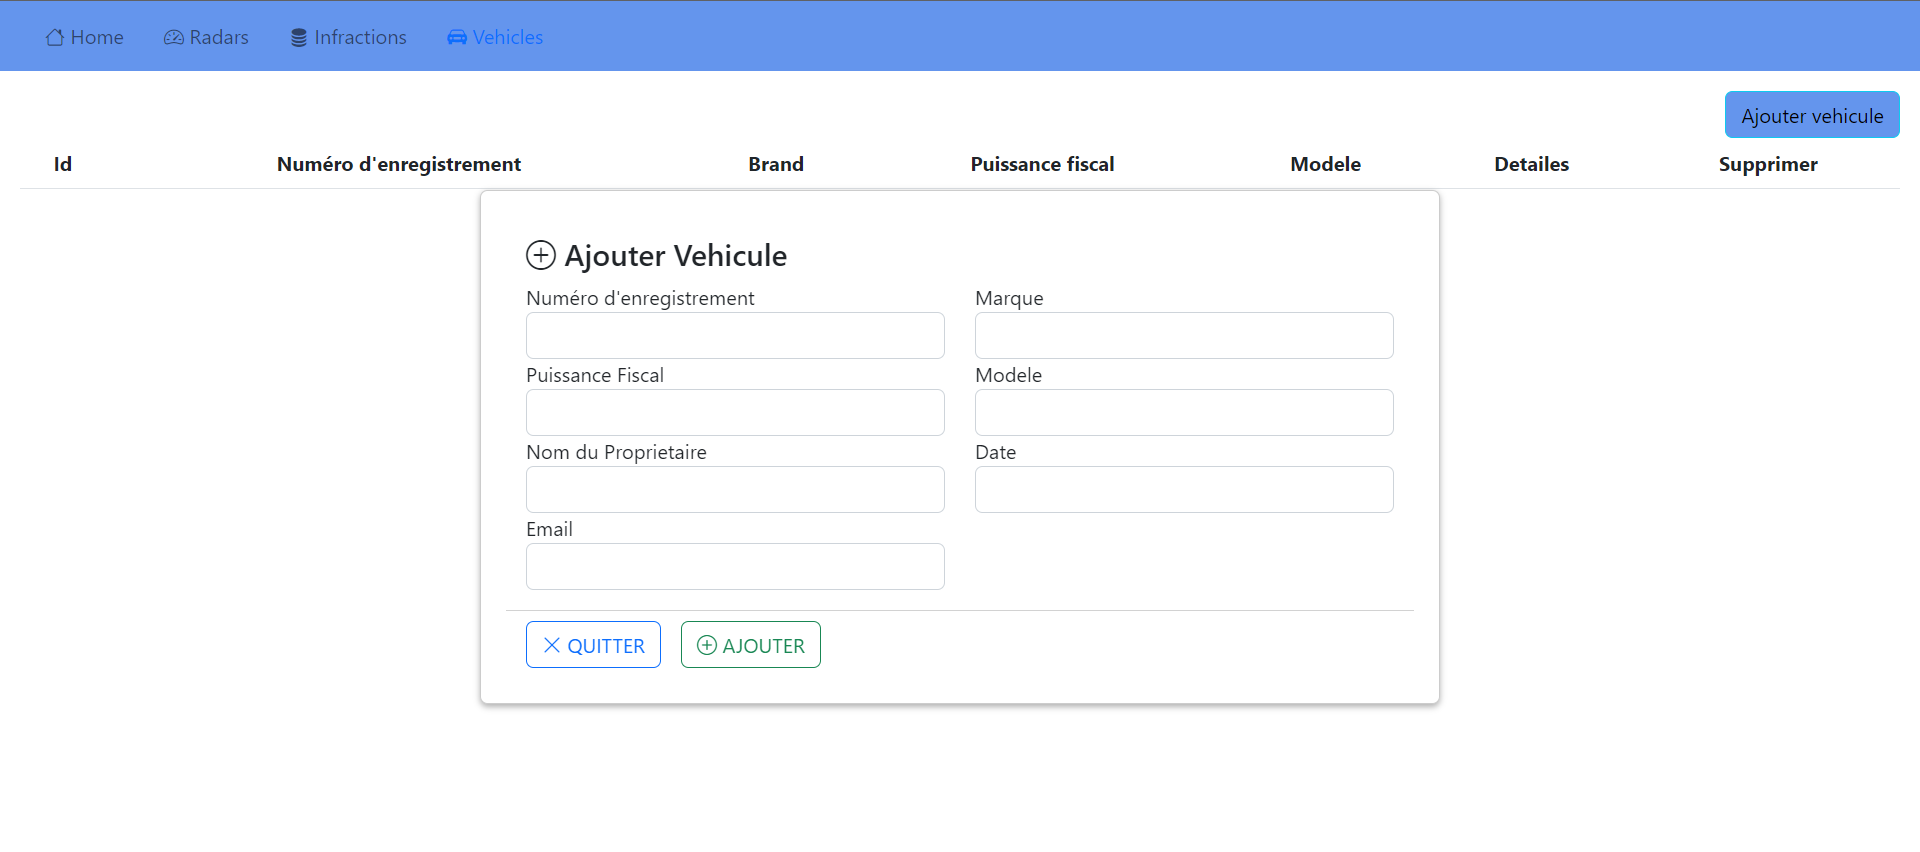 Home Radars Infractions Vehicles
Ajouter vehicule
Id Numéro d'enregistrement Brand Puissance fiscal Modele Detailes Supprimer
Ajouter Vehicule
Numéro d'enregistrement Marque
Puissance Fiscal Modele
Nom du Proprietaire Date
Email
QUITTER AJOUTER